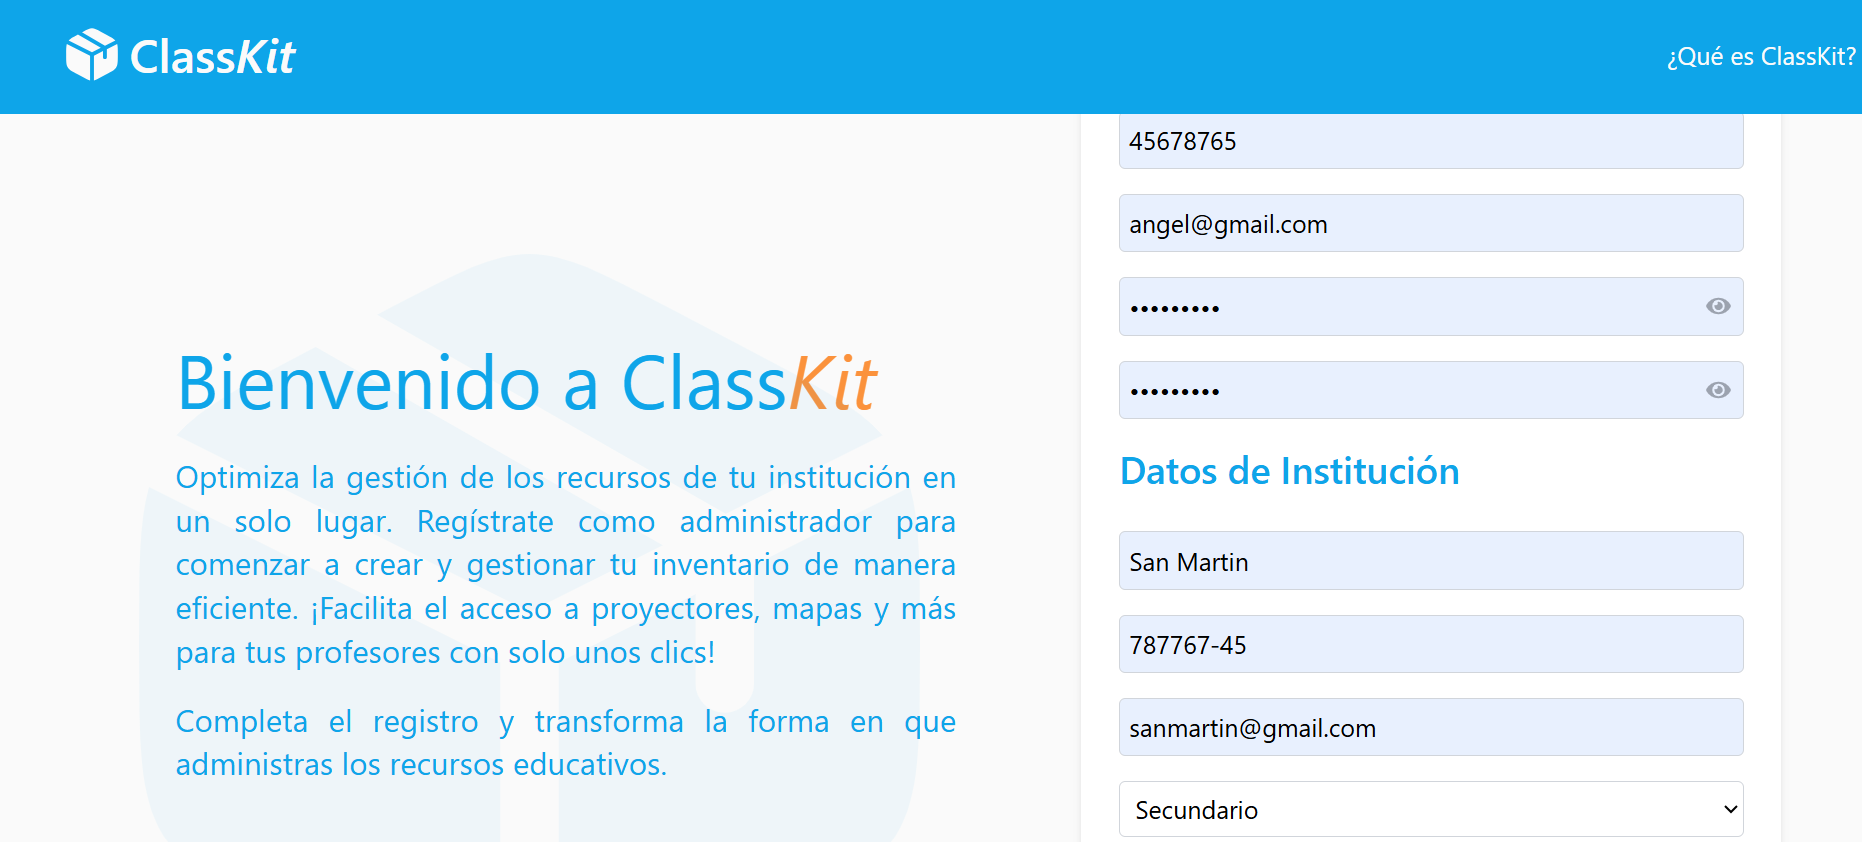 ClassKit
¿Qué es ClassKit?
Bienvenido a ClassKit
Optimiza la gestión de los recursos de tu institución en
un solo lugar. Regístrate como administrador para
comenzar a crear y gestionar tu inventario de manera
eficiente. ¡Facilita el acceso a proyectores, mapas y más
para tus profesores con solo unos clics!
Completa el registro y transforma la forma en que
administras los recursos educativos.
45678765
angel@gmail.com
•••••••••
•••••••••
Datos de Institución
San Martin
787767-45
sanmartin@gmail.com
Secundario